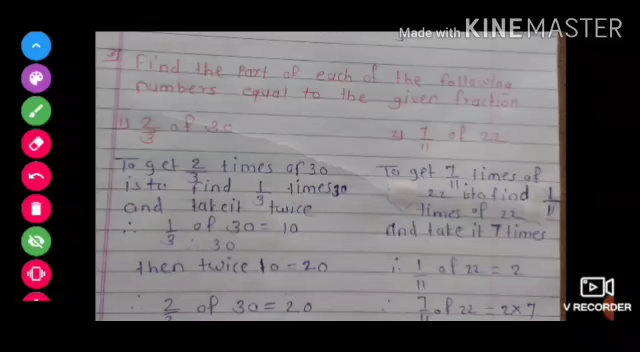 Made with KINEMASTER
2) Find the part of each of the following
numbers equal to the given fraction
1) 2/3 of 30
To get 2/3 times of 30
is to find 1/3 times 30
and take it twice
∴ 1/3 of 30 = 10
∴ 30
then twice 10 = 20
∴ 2/3 of 30 = 20
2) 7/11 of 22
To get 7/11 times of
22 is to find 1/11
times of 22
and take it 7 times
∴ 1/11 of 22 = 2
∴ 7/11 of 22 = 2×7
V RECORDER